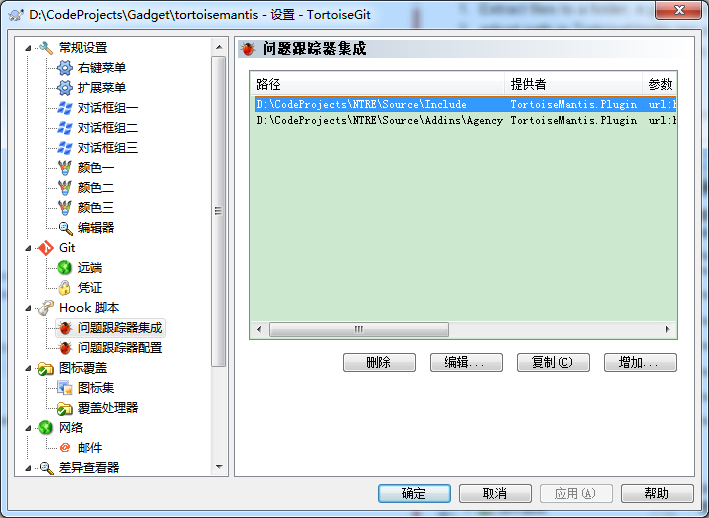 D:\CodeProjects\Gadget\tortoisemantis - 设置 - TortoiseGit
常规设置
右键菜单
扩展菜单
对话框组一
对话框组二
对话框组三
颜色一
颜色二
颜色三
编辑器
Git
远端
凭证
Hook 脚本
问题跟踪器集成
问题跟踪器配置
图标覆盖
图标集
覆盖处理器
网络
邮件
差异查看器
问题跟踪器集成
路径 提供者 参数
D:\CodeProjects\NTRE\Source\Include TortoiseMantis.Plugin url:h
D:\CodeProjects\NTRE\Source\Addins\Agency TortoiseMantis.Plugin url:h
删除 编辑... 复制(C) 增加...
确定 取消 应用(A) 帮助